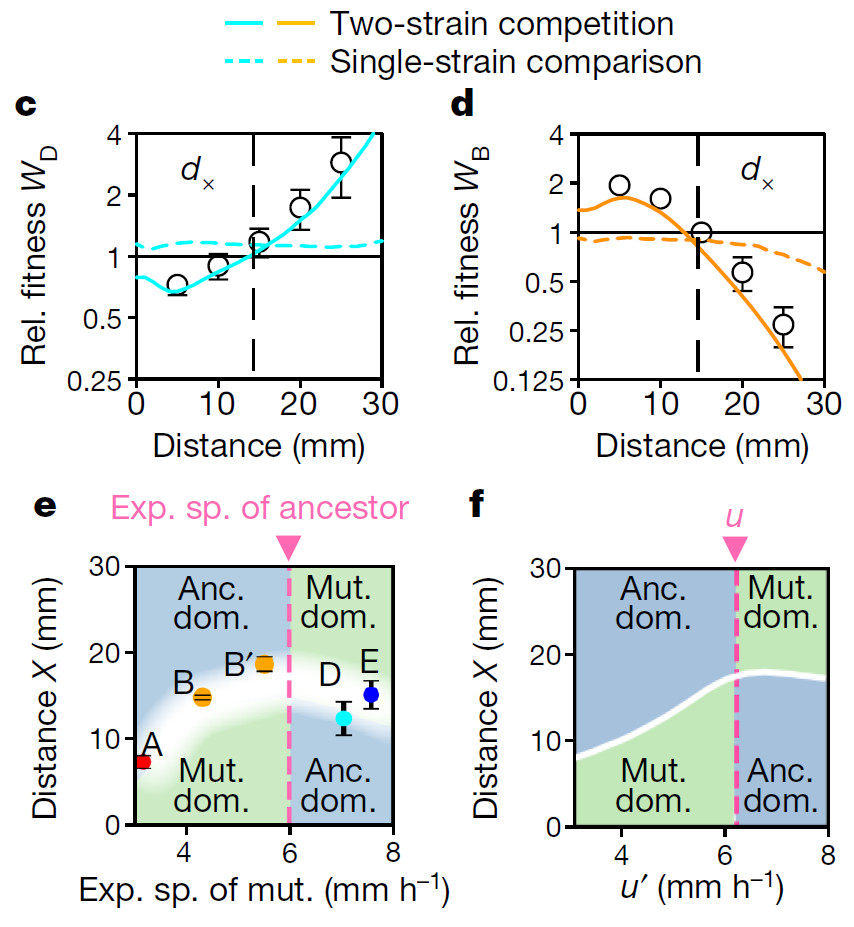 Two-strain competition
Single-strain comparison
c
Rel. fitness W_D
4
2
1
0.5
0.25
d×
0 10 20 30
Distance (mm)
d
Rel. fitness W_B
4
2
1
0.5
0.25
0.125
d×
0 10 20 30
Distance (mm)
e
Exp. sp. of ancestor
Distance X (mm)
30
20
10
0
Anc.
dom.
Mut.
dom.
A
B
B′
D
E
Mut.
dom.
Anc.
dom.
4 6 8
Exp. sp. of mut. (mm h⁻¹)
f
u
Distance X (mm)
30
20
10
0
Anc.
dom.
Mut.
dom.
Mut.
dom.
Anc.
dom.
4 6 8
u′ (mm h⁻¹)